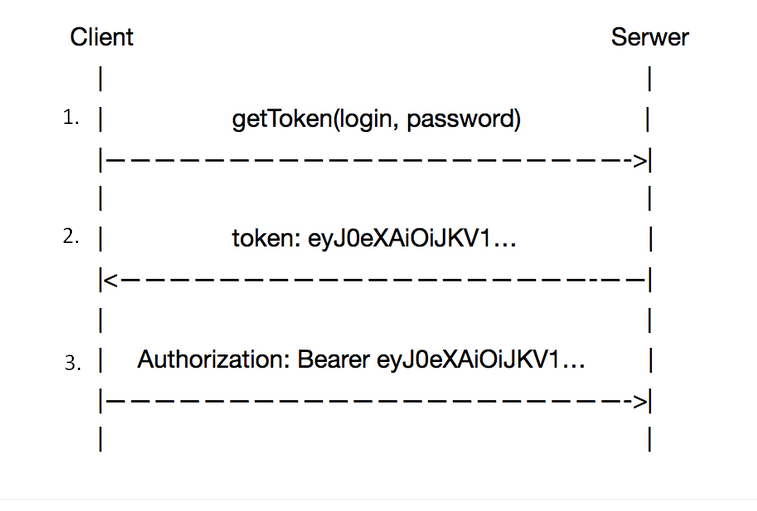 Client Serwer
1. getToken(login, password)
2. token: eyJ0eXAiOiJKV1...
3. Authorization: Bearer eyJ0eXAiOiJKV1...